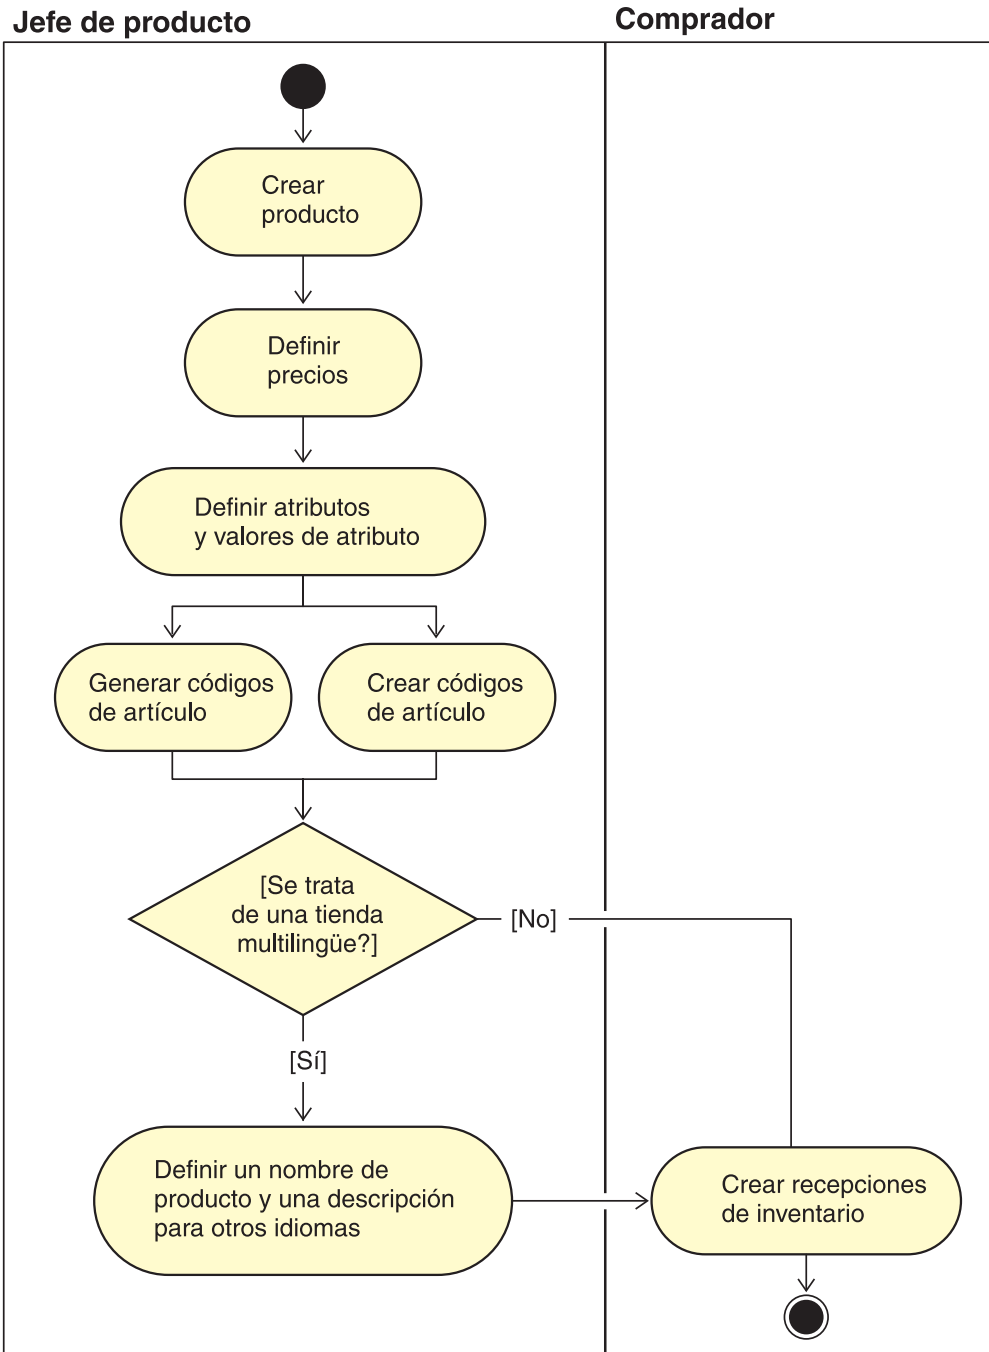 Jefe de producto
Comprador
Crear
producto
Definir
precios
Definir atributos
y valores de atributo
Generar códigos
de artículo
Crear códigos
de artículo
[Se trata
de una tienda
multilingüe?]
[No]
[Sí]
Definir un nombre de
producto y una descripción
para otros idiomas
Crear recepciones
de inventario